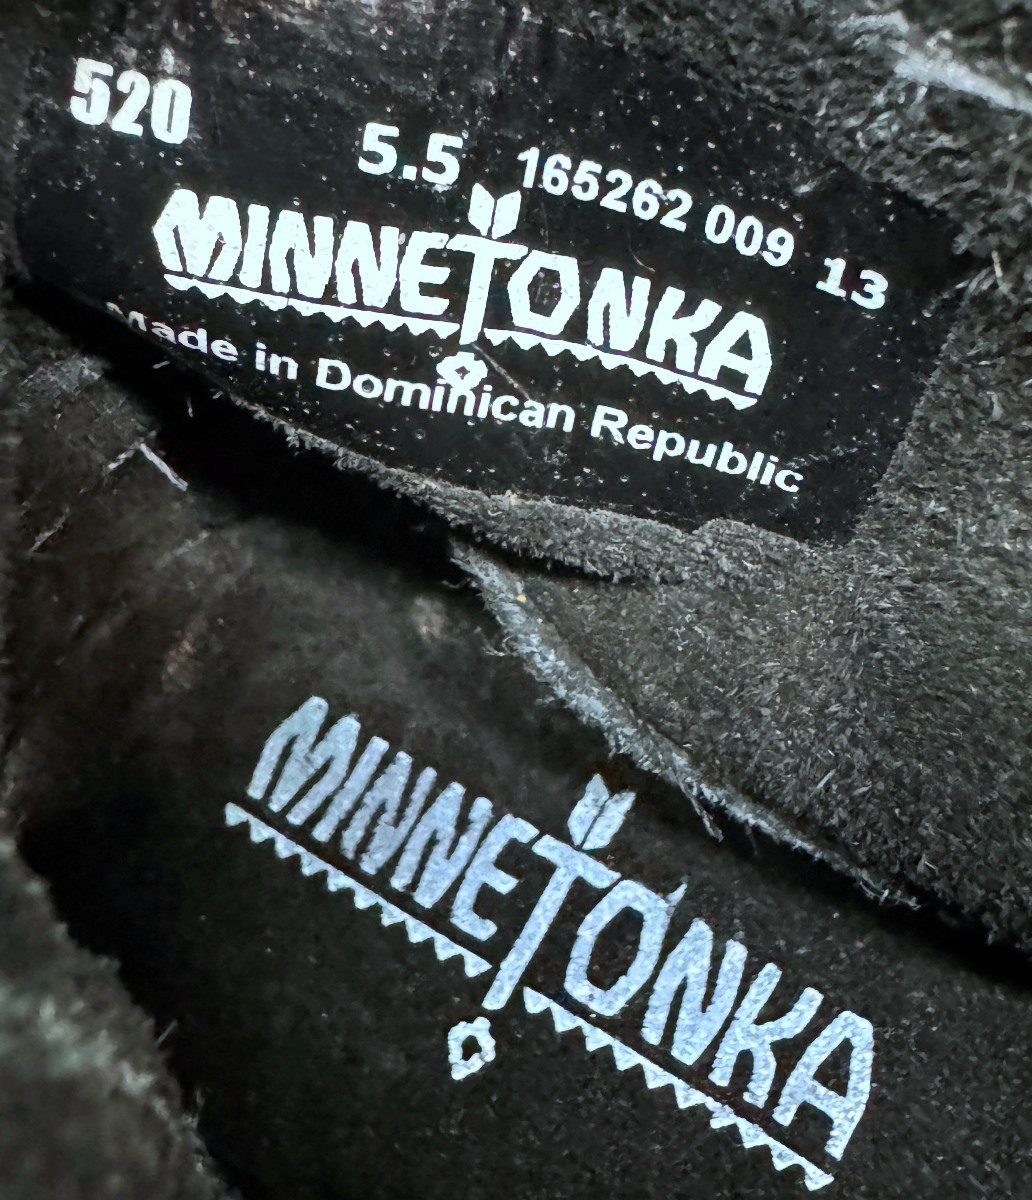 520 5.5 165262 009 13
MINNETONKA
Made in Dominican Republic
MINNETONKA